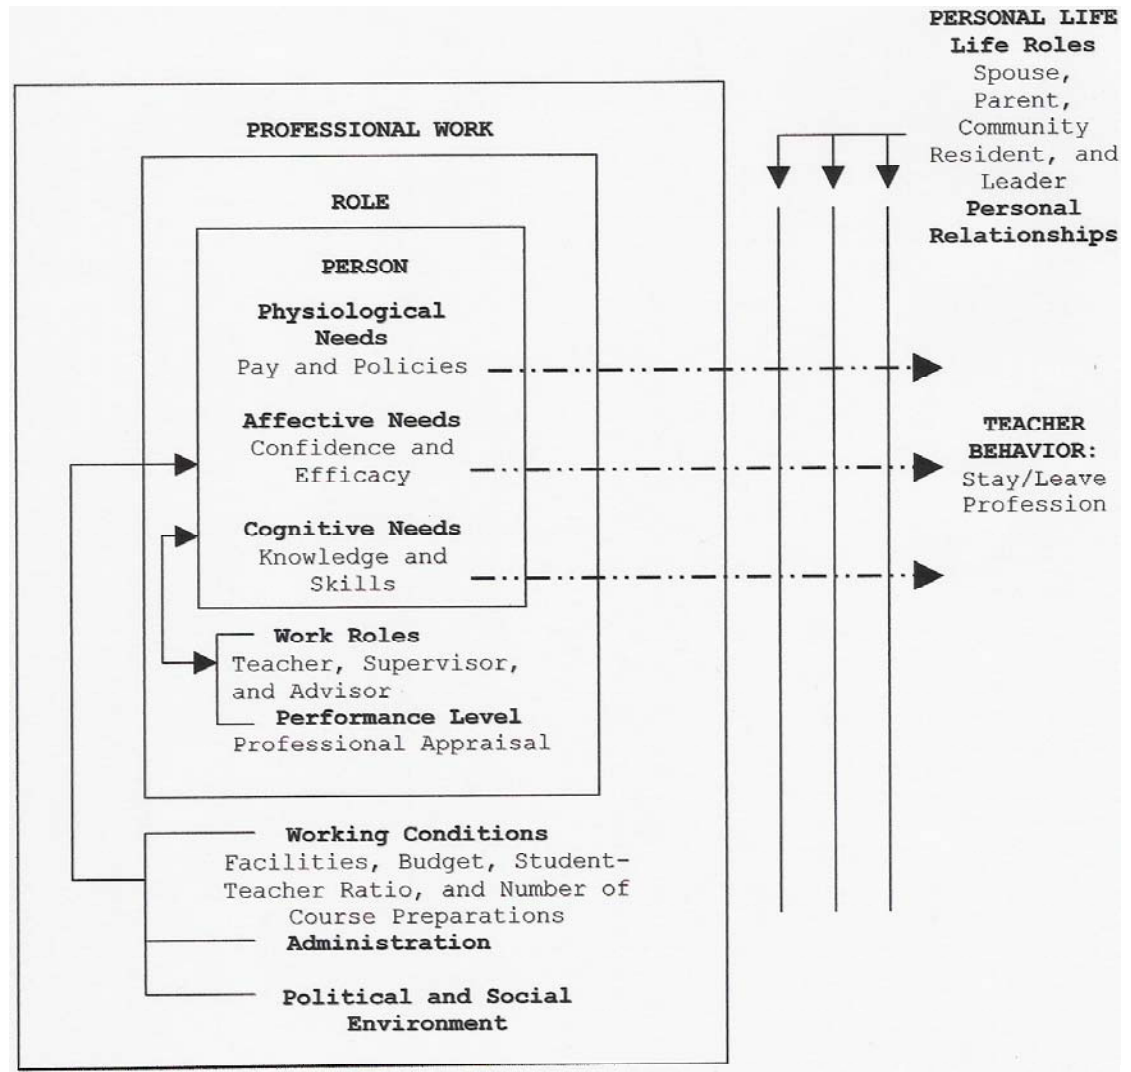 PERSONAL LIFE
Life Roles
Spouse,
Parent,
Community
Resident, and
Leader
Personal
Relationships
PROFESSIONAL WORK
ROLE
PERSON
Physiological
Needs
Pay and Policies
Affective Needs
Confidence and
Efficacy
Cognitive Needs
Knowledge and
Skills
Work Roles
Teacher, Supervisor,
and Advisor
Performance Level
Professional Appraisal
Working Conditions
Facilities, Budget, Student-
Teacher Ratio, and Number of
Course Preparations
Administration
Political and Social
Environment
TEACHER
BEHAVIOR:
Stay/Leave
Profession